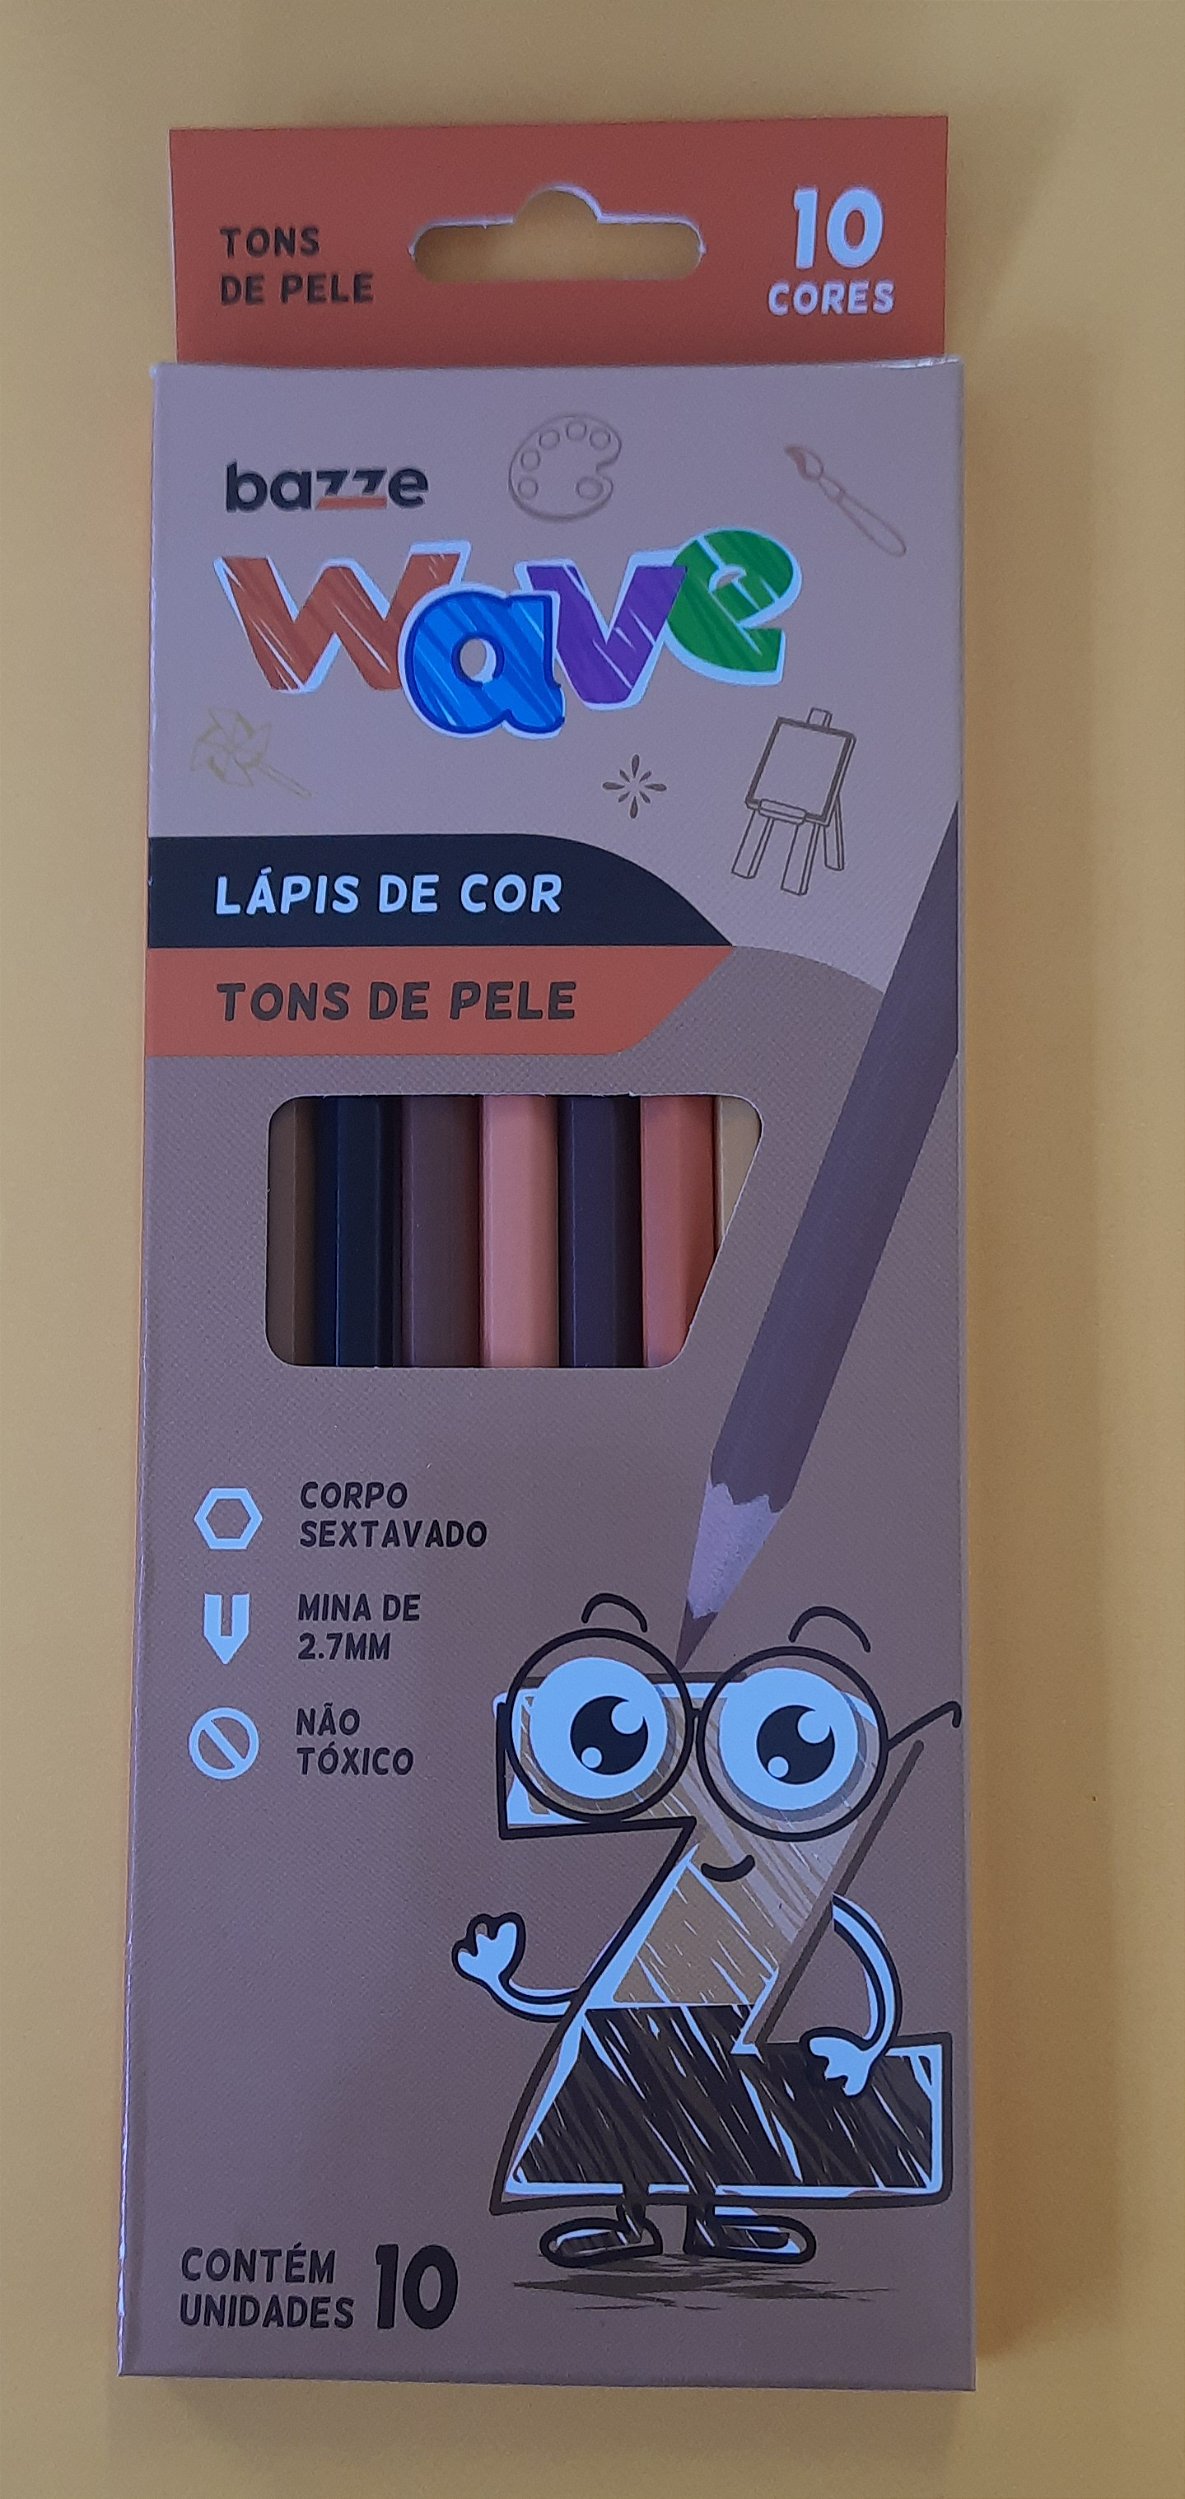 TONS
DE PELE
10
CORES
bazze
wave
LÁPIS DE COR
TONS DE PELE
CORPO
SEXTAVADO
MINA DE
2.7MM
NÃO
TÓXICO
CONTÉM
UNIDADES
10